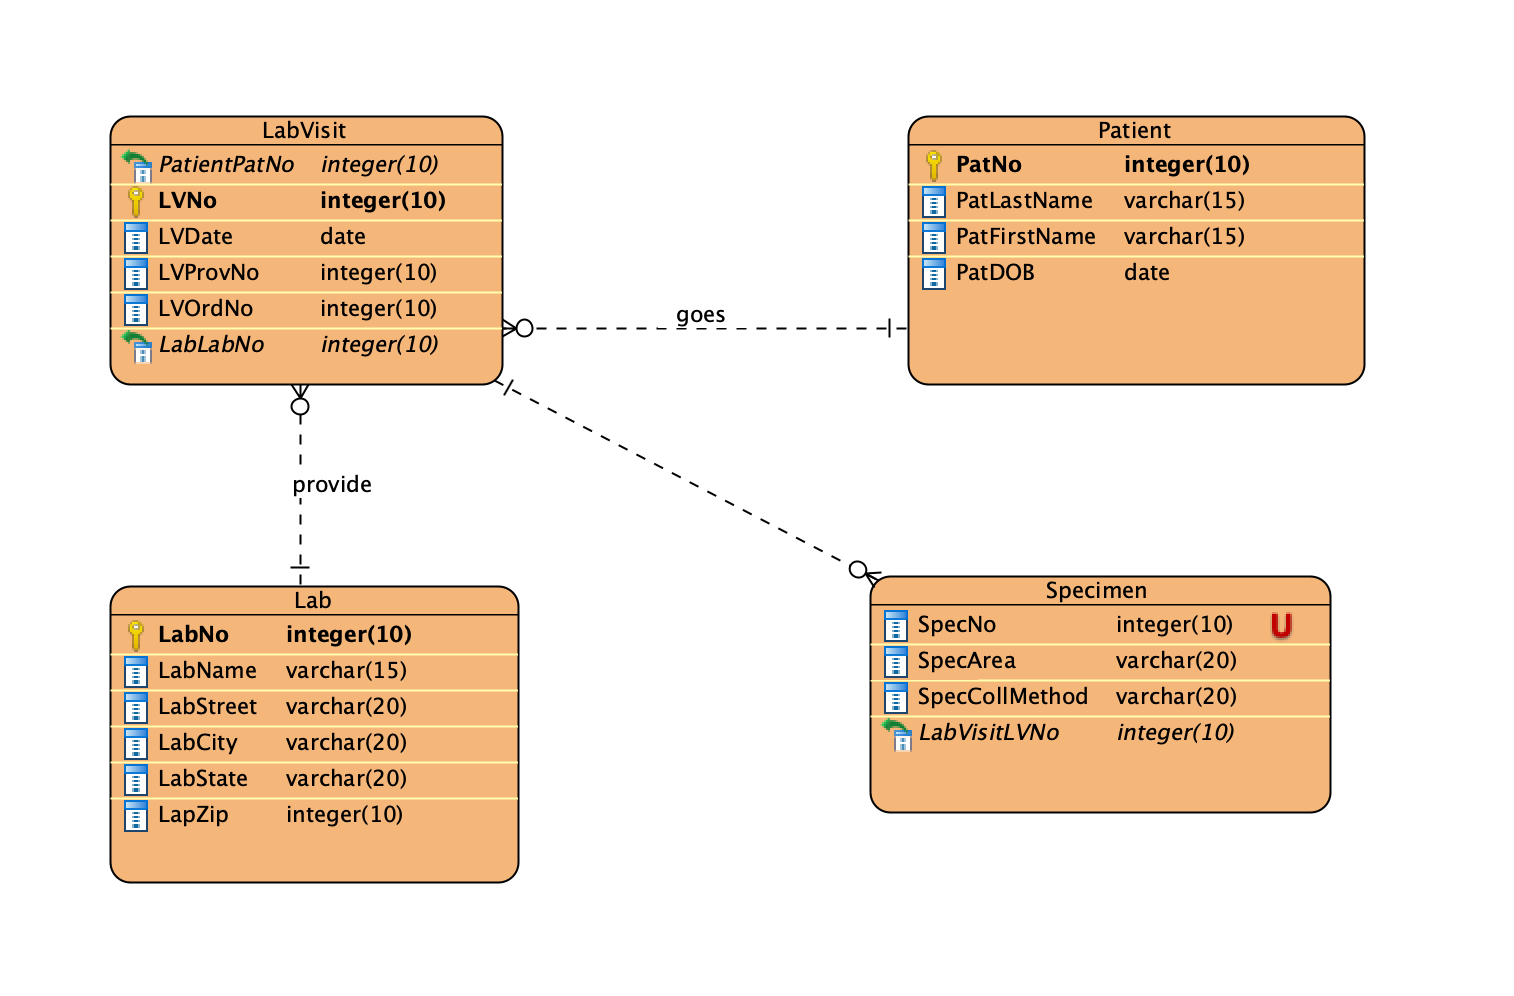 LabVisit
PatientPatNo integer(10)
LVNo integer(10)
LVDate date
LVProvNo integer(10)
LVOrdNo integer(10)
LabLabNo integer(10)
Patient
PatNo integer(10)
PatLastName varchar(15)
PatFirstName varchar(15)
PatDOB date
goes
provide
Lab
LabNo integer(10)
LabName varchar(15)
LabStreet varchar(20)
LabCity varchar(20)
LabState varchar(20)
LapZip integer(10)
Specimen
SpecNo integer(10) U
SpecArea varchar(20)
SpecCollMethod varchar(20)
LabVisitLVNo integer(10)